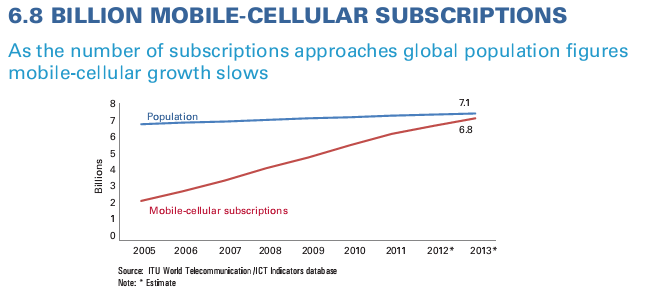 6.8 BILLION MOBILE-CELLULAR SUBSCRIPTIONS
As the number of subscriptions approaches global population figures
mobile-cellular growth slows
8
7
6
5
4
3
2
1
0
Billions
Population
7.1
6.8
Mobile-cellular subscriptions
2005 2006 2007 2008 2009 2010 2011 2012* 2013*
Source: ITU World Telecommunication /ICT Indicators database
Note: * Estimate